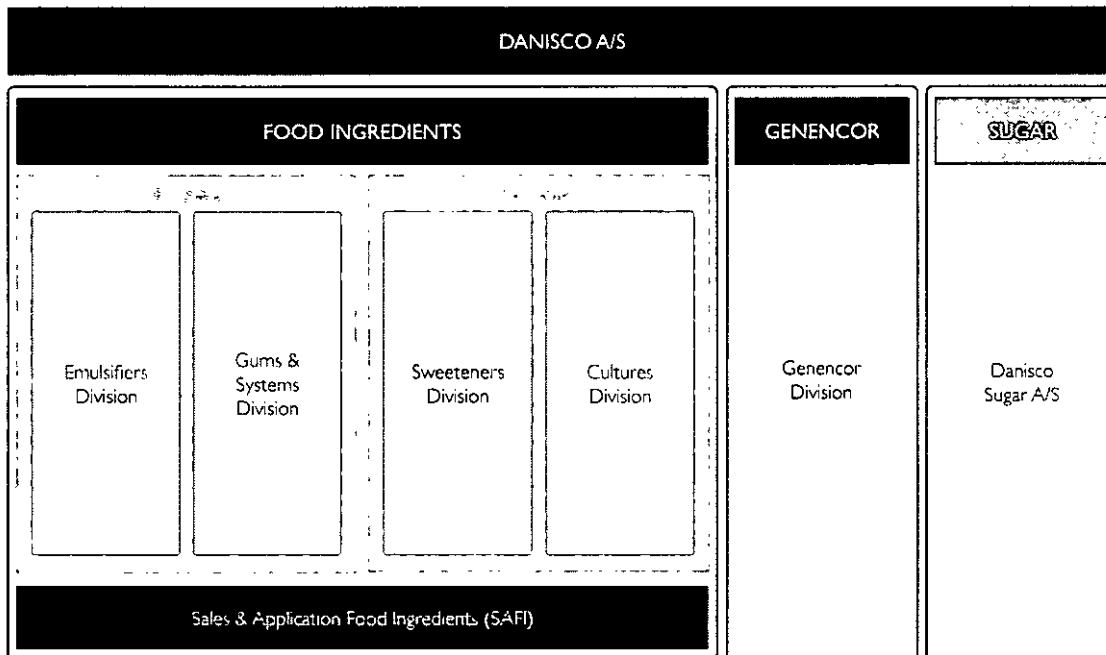 DANISCO A/S
FOOD INGREDIENTS
GENENCOR
SUGAR
Emulsifiers
Division
Gums &
Systems
Division
Sweeteners
Division
Cultures
Division
Genencor
Division
Danisco
Sugar A/S
Sales & Application Food Ingredients (SAFI)